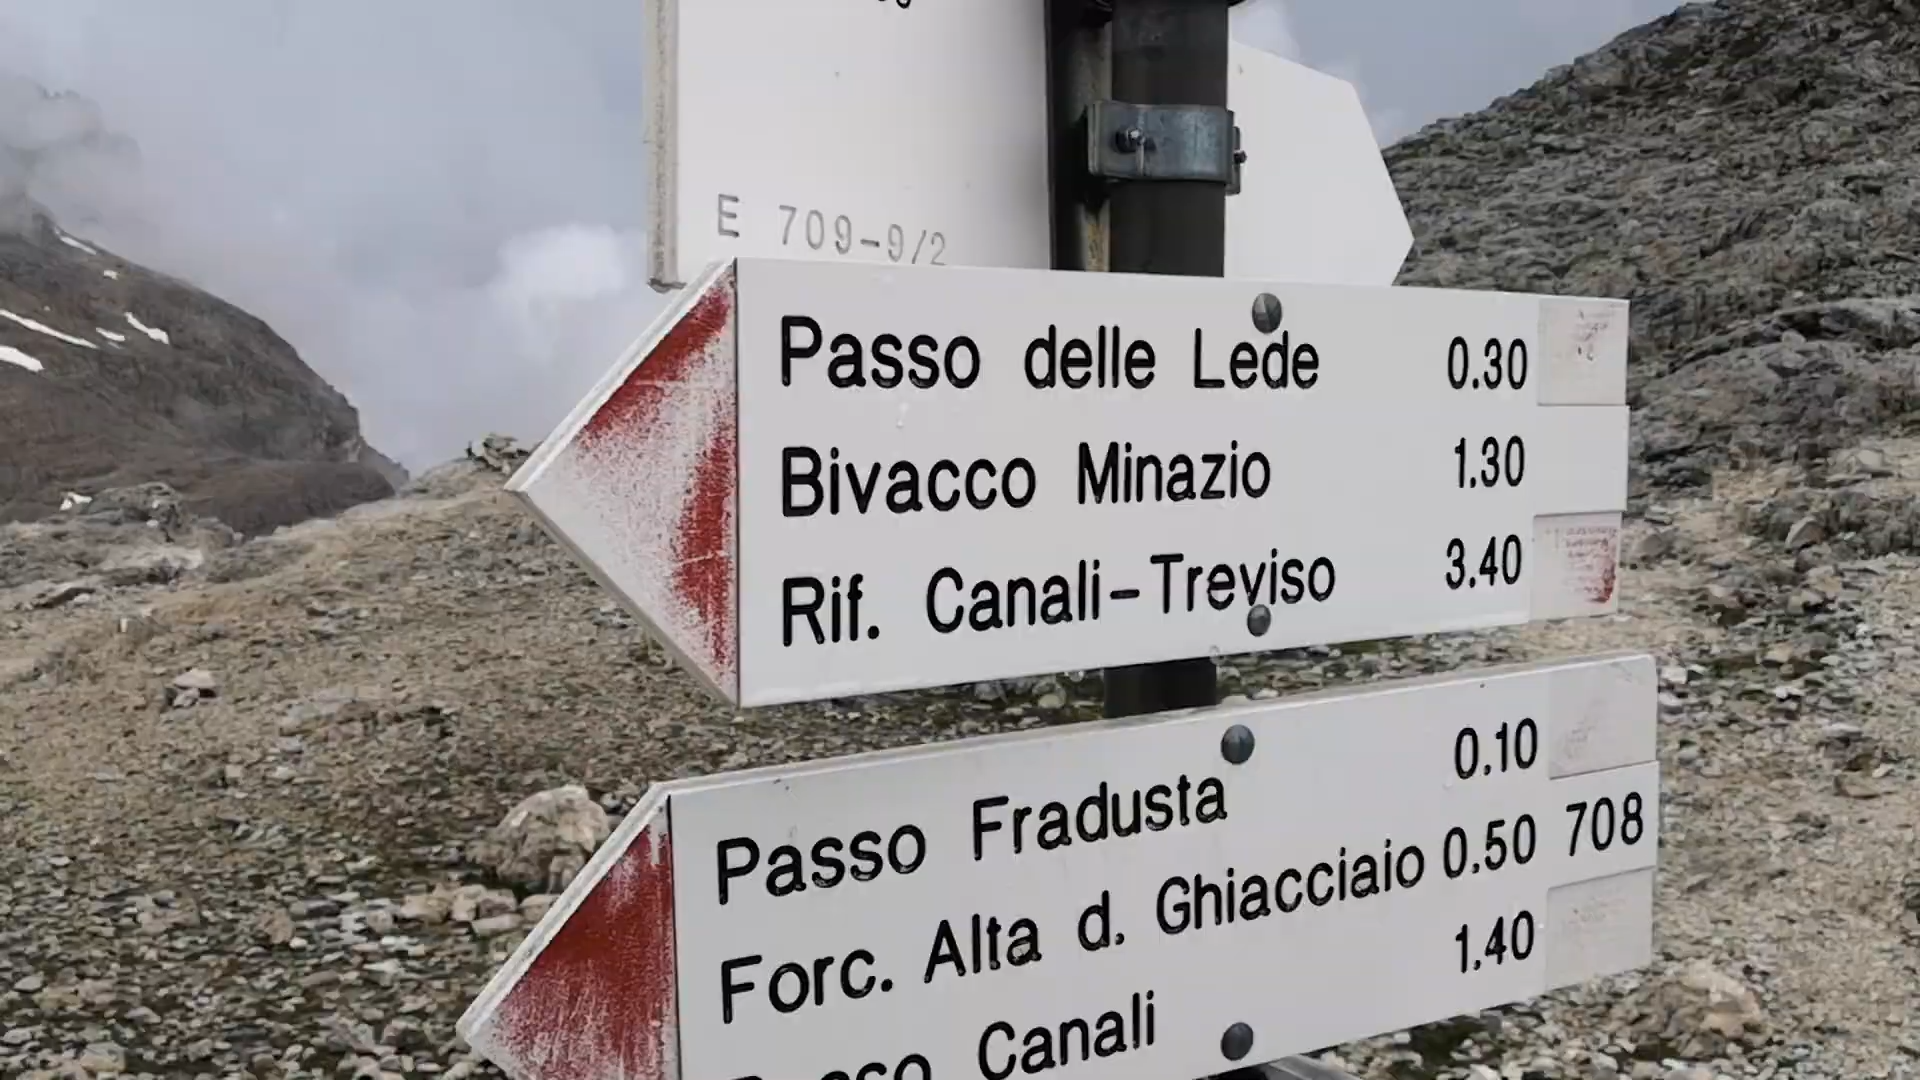 E 709-9/2
Passo delle Lede 0.30
Bivacco Minazio 1.30
Rif. Canali-Treviso 3.40
Passo Fradusta 0.10
Forc. Alta d. Ghiacciaio 0.50 708
Passo Canali 1.40